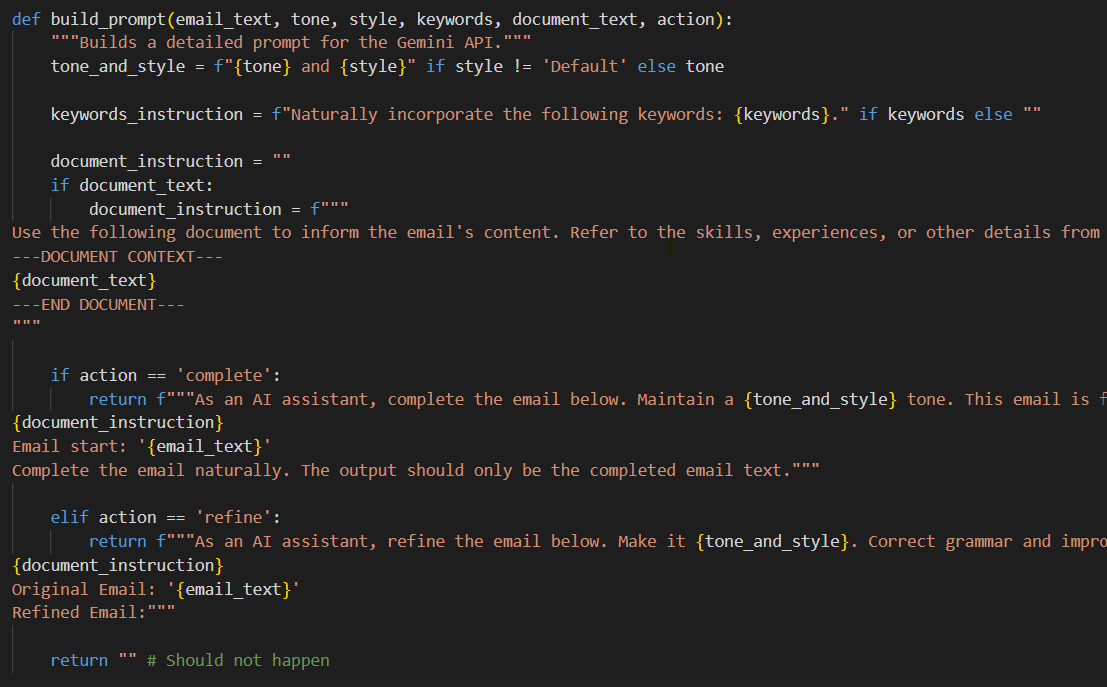 def build_prompt(email_text, tone, style, keywords, document_text, action):
    """Builds a detailed prompt for the Gemini API."""
    tone_and_style = f"{tone} and {style}" if style != 'Default' else tone
    keywords_instruction = f"Naturally incorporate the following keywords: {keywords}." if keywords else ""
    document_instruction = ""
    if document_text:
        document_instruction = f"""
Use the following document to inform the email's content. Refer to the skills, experiences, or other details from
---DOCUMENT CONTEXT---
{document_text}
---END DOCUMENT---
"""
    if action == 'complete':
        return f"""As an AI assistant, complete the email below. Maintain a {tone_and_style} tone. This email is
{document_instruction}
Email start: '{email_text}'
Complete the email naturally. The output should only be the completed email text."""
    elif action == 'refine':
        return f"""As an AI assistant, refine the email below. Make it {tone_and_style}. Correct grammar and impro
{document_instruction}
Original Email: '{email_text}'
Refined Email:"""
    return "" # Should not happen